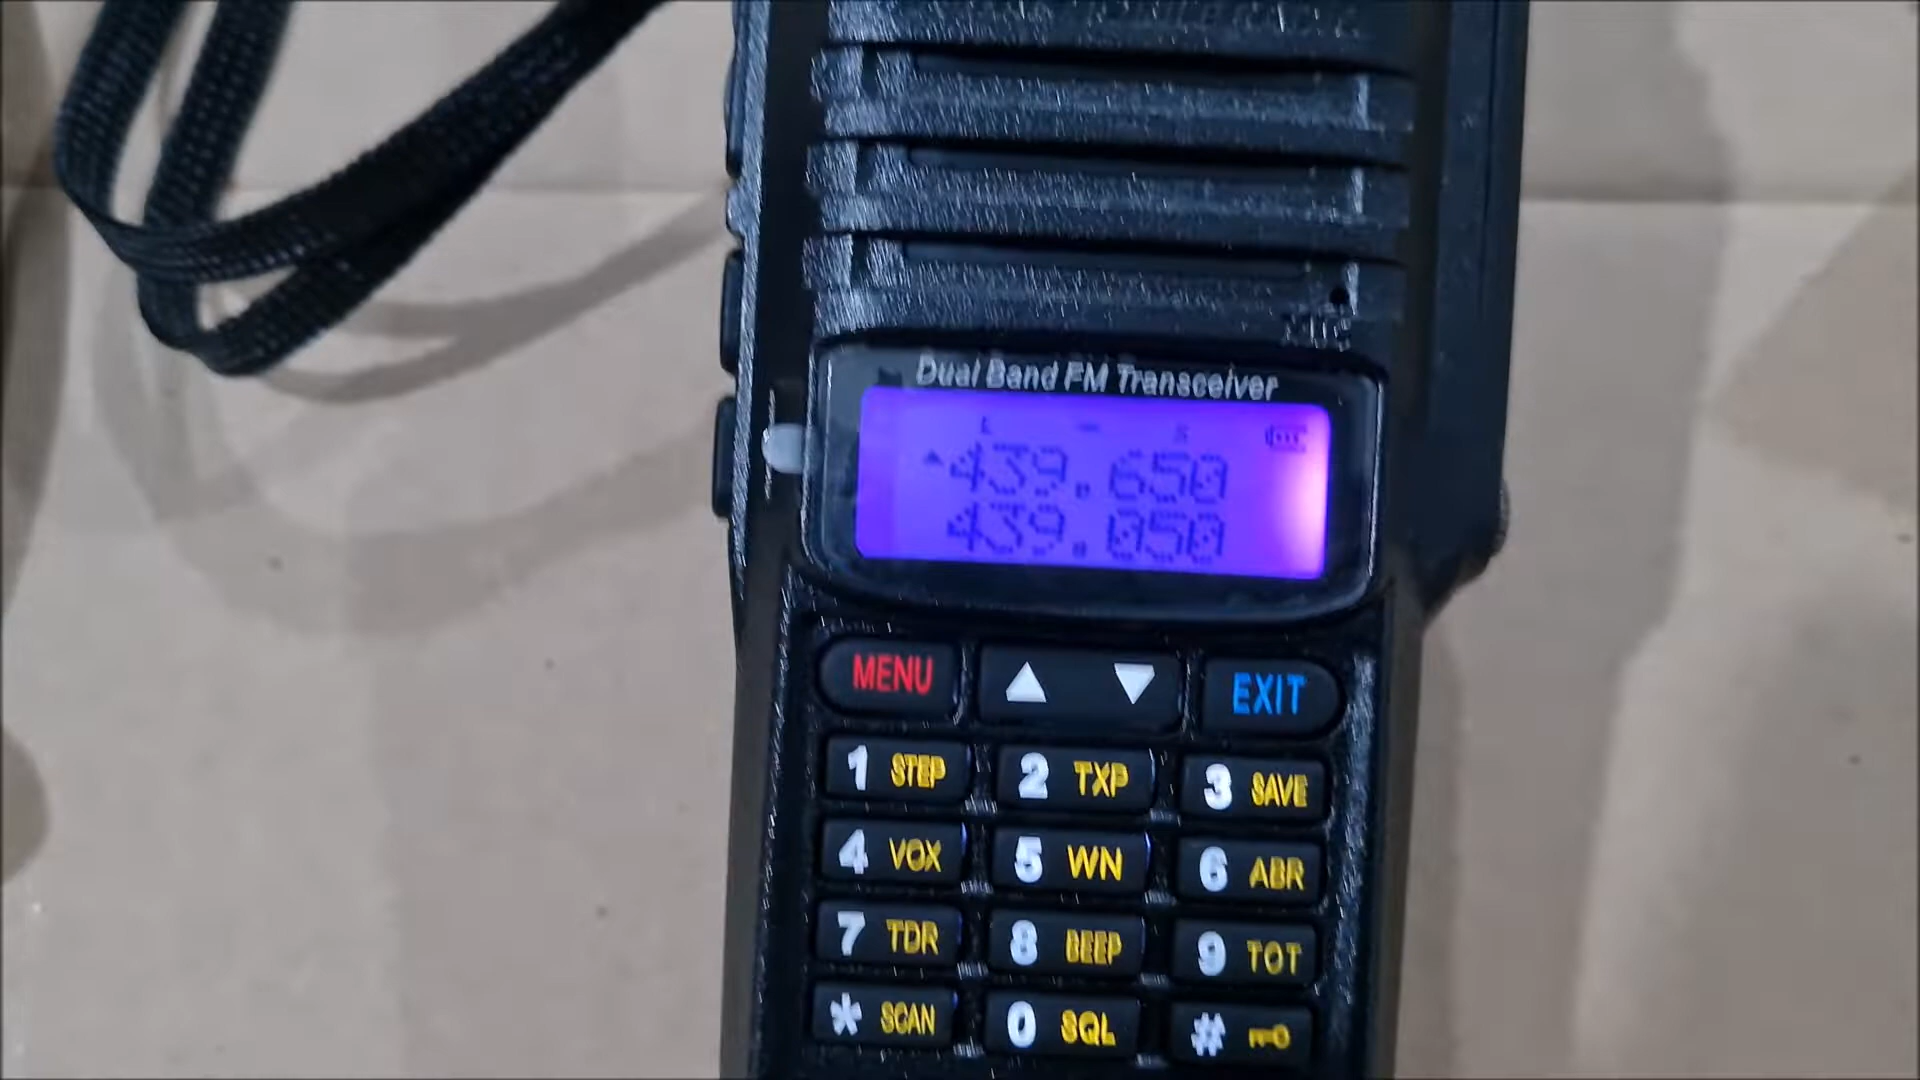 Dual Band FM Transceiver
L - S
439.650
439.050
MENU EXIT
1 STEP 2 TXP 3 SAVE
4 VOX 5 WN 6 ABR
7 TDR 8 BEEP 9 TOT
* SCAN 0 SQL #